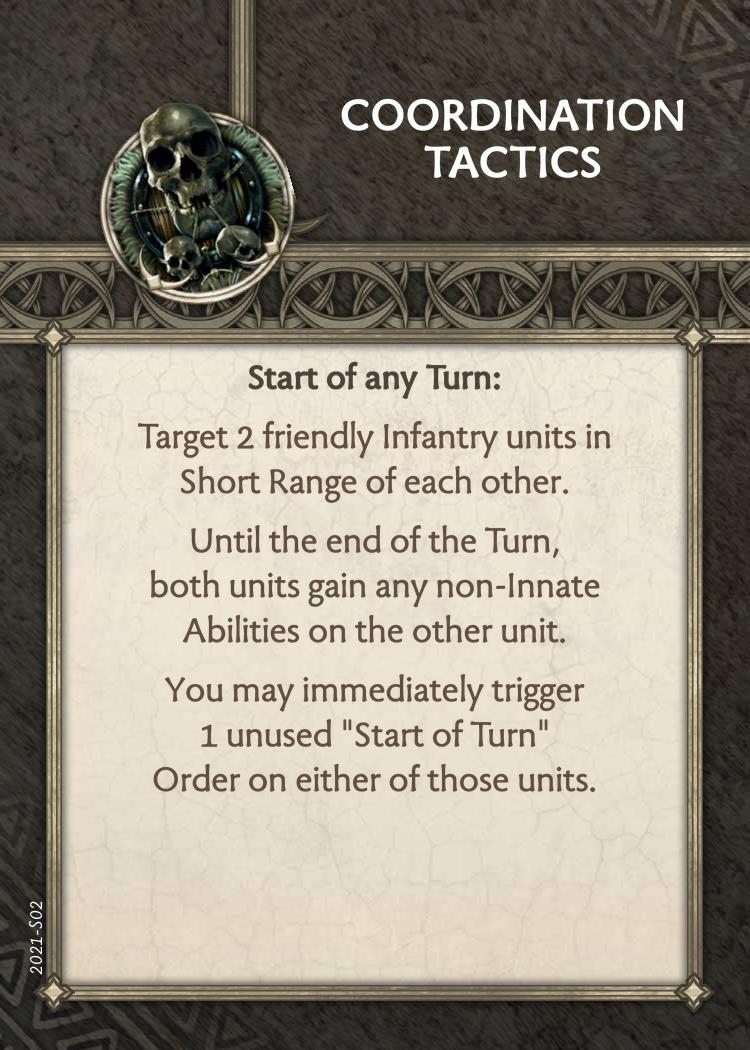 COORDINATION
TACTICS
Start of any Turn:
Target 2 friendly Infantry units in
Short Range of each other.
Until the end of the Turn,
both units gain any non-Innate
Abilities on the other unit.
You may immediately trigger
1 unused "Start of Turn"
Order on either of those units.
2021-S02